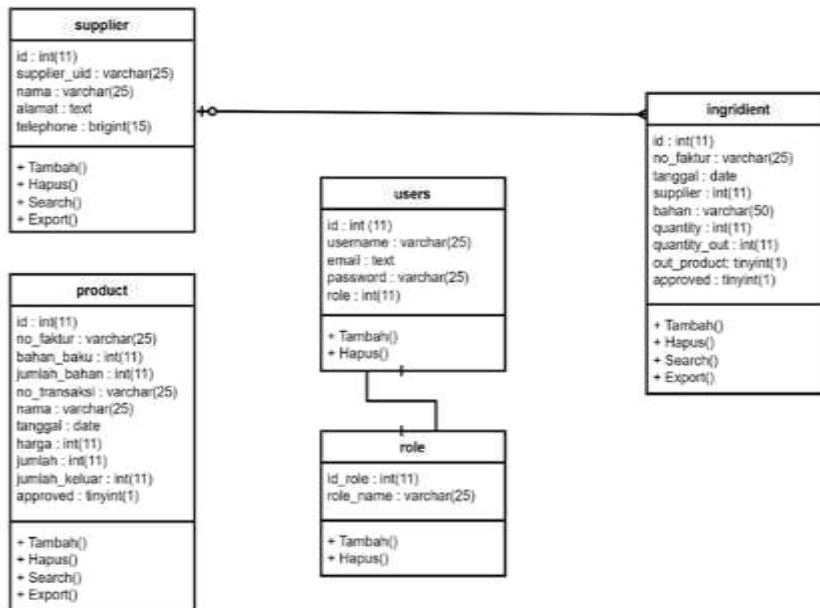 supplier
id : int(11)
supplier_uid : varchar(25)
nama : varchar(25)
alamat : text
telephone : brigint(15)
+ Tambah()
+ Hapus()
+ Search()
+ Export()
product
id : int(11)
no_faktur : varchar(25)
bahan_baku : int(11)
jumlah_bahan : int(11)
no_transaksi : varchar(25)
nama : varchar(25)
tanggal : date
harga : int(11)
jumlah : int(11)
jumlah_keluar : int(11)
approved : tinyint(1)
+ Tambah()
+ Hapus()
+ Search()
+ Export()
users
id : int (11)
username : varchar(25)
email : text
password : varchar(25)
role : int(11)
+ Tambah()
+ Hapus()
role
id_role : int(11)
role_name : varchar(25)
+ Tambah()
+ Hapus()
ingridient
id : int(11)
no_faktur : varchar(25)
tanggal : date
supplier : int(11)
bahan : varchar(50)
quantity : int(11)
quantity_out : int(11)
out_product: tinyint(1)
approved : tinyint(1)
+ Tambah()
+ Hapus()
+ Search()
+ Export()